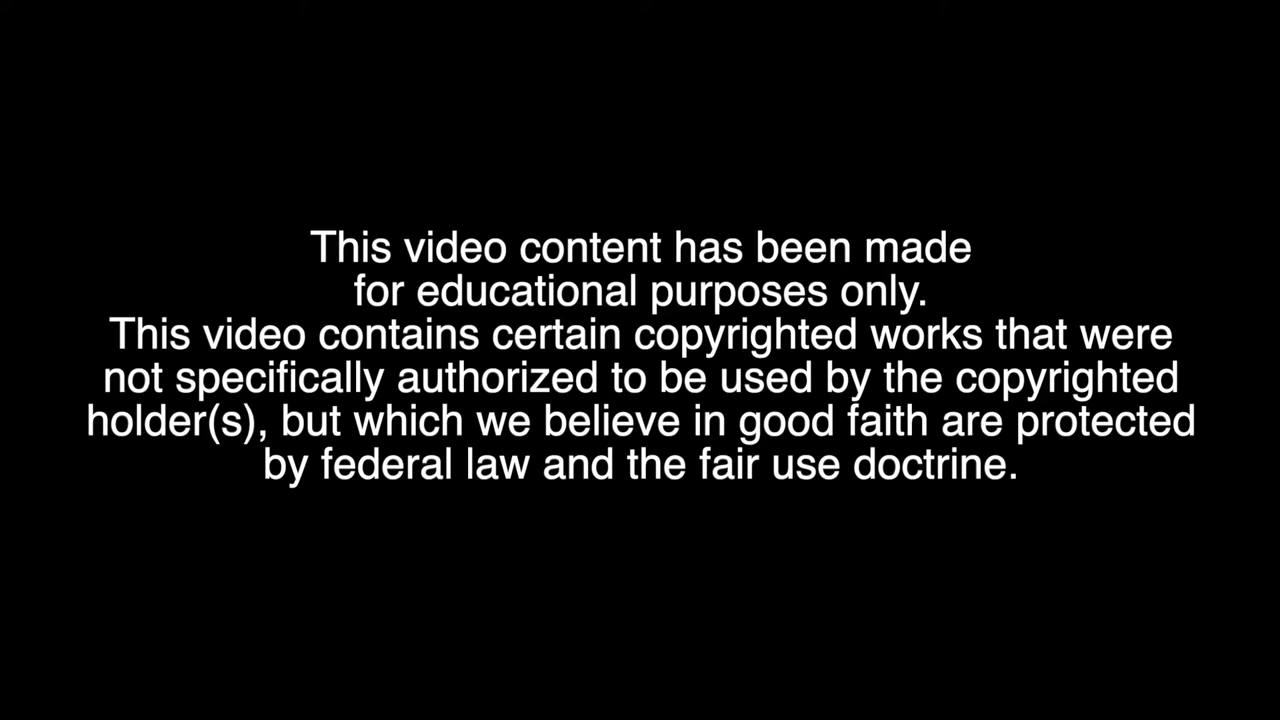 This video content has been made
for educational purposes only.
This video contains certain copyrighted works that were
not specifically authorized to be used by the copyrighted
holder(s), but which we believe in good faith are protected
by federal law and the fair use doctrine.